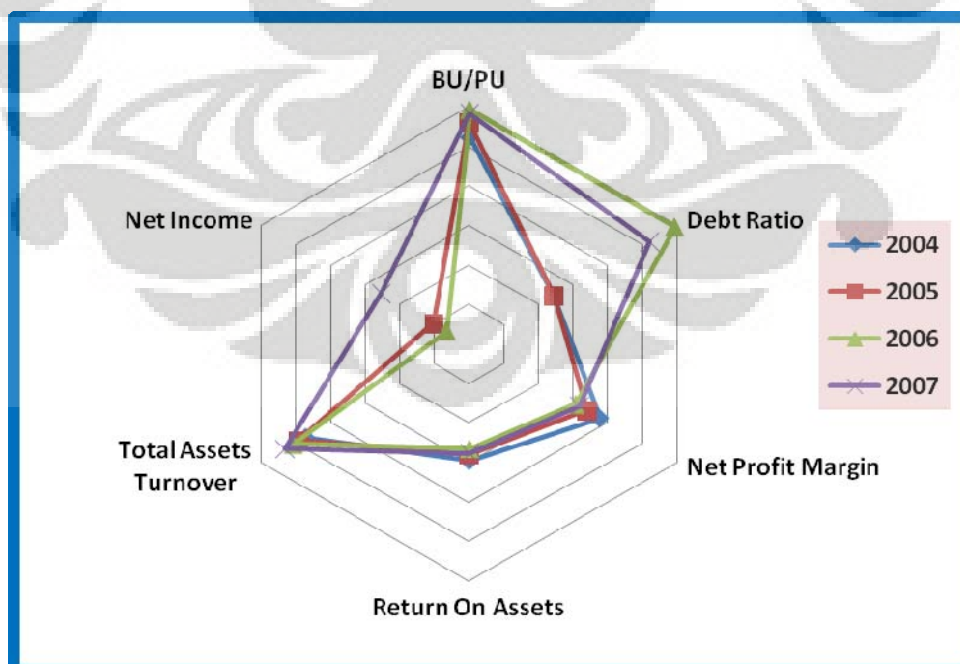 BU/PU
Net Income
Debt Ratio
2004
2005
2006
2007
Total Assets
Turnover
Net Profit Margin
Return On Assets